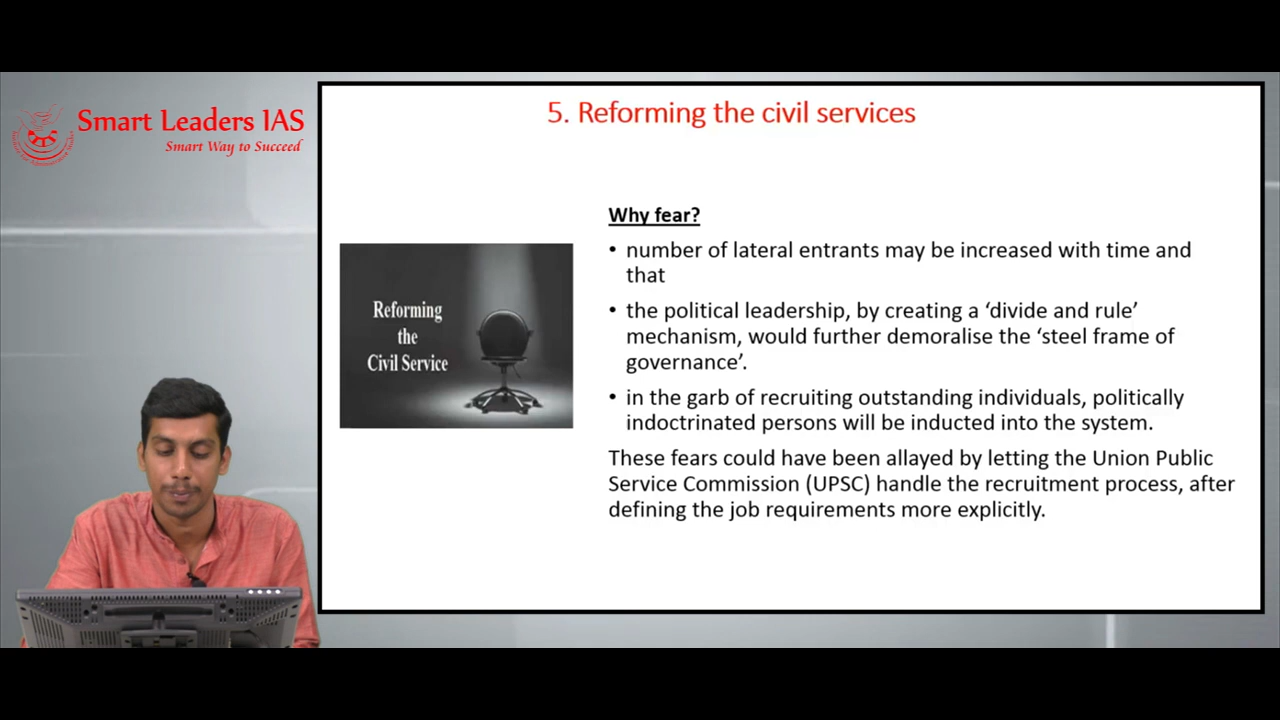 Smart Leaders IAS
Smart Way to Succeed
5. Reforming the civil services
Reforming
the
Civil Service
Why fear?
• number of lateral entrants may be increased with time and
that
• the political leadership, by creating a ‘divide and rule’
mechanism, would further demoralise the ‘steel frame of
governance’.
• in the garb of recruiting outstanding individuals, politically
indoctrinated persons will be inducted into the system.
These fears could have been allayed by letting the Union Public
Service Commission (UPSC) handle the recruitment process, after
defining the job requirements more explicitly.